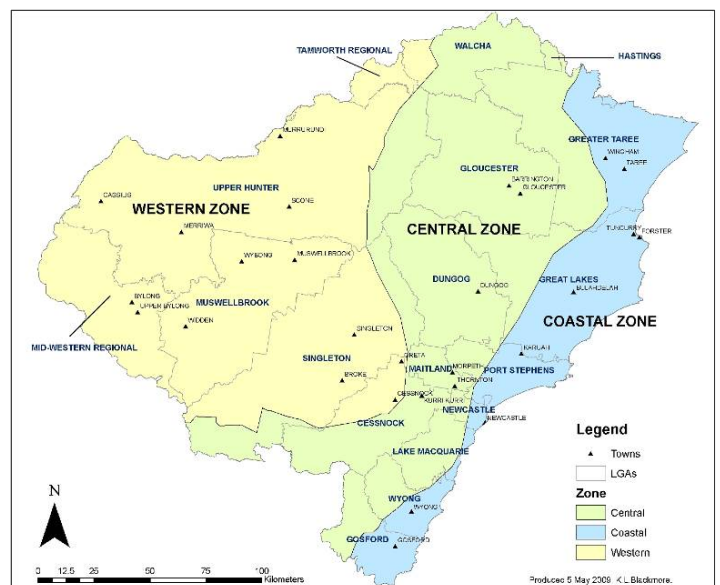 TAMWORTH REGIONAL
WALCHA
HASTINGS
MURRURUNDI
GREATER TAREE
WINGHAM
TAREE
GLOUCESTER
BARRINGTON
GLOUCESTER
UPPER HUNTER
CASSILIS
SCONE
WESTERN ZONE
MERRIWA
CENTRAL ZONE
TUNCURRY
FORSTER
WYBONG
MUSWELLBROOK
DUNGOG
DUNGOG
GREAT LAKES
BULAHDELAH
BYLONG
UPPER BYLONG
MUSWELLBROOK
WIDDEN
COASTAL ZONE
SINGLETON
MID-WESTERN REGIONAL
SINGLETON
GRETA
MAITLAND
MORPETH
KARUAH
PORT STEPHENS
BROKE
THORNTON
CESSNOCK
KURRI KURRI
NEWCASTLE
NEWCASTLE
CESSNOCK
LAKE MACQUARIE
WYONG
WYONG
GOSFORD
GOSFORD
Legend
Towns
LGAs
Zone
Central
Coastal
Western
N
0 12.5 25 50 75 100
Kilometers
Produced 5 May 2009 K.L.Blackmore.